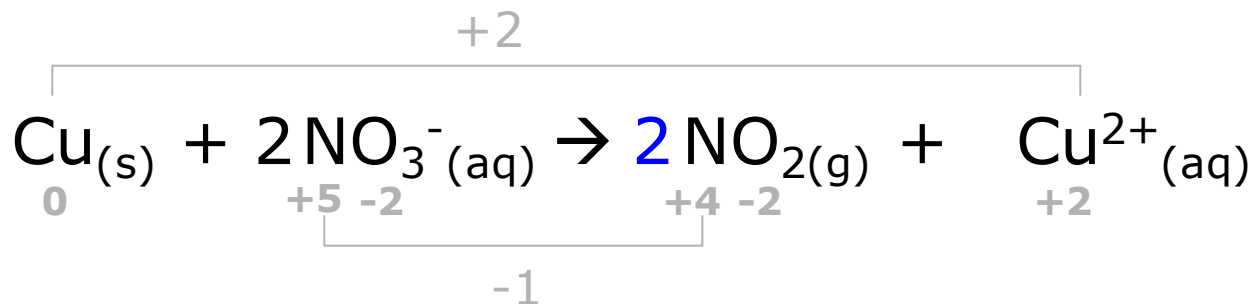 +2
Cu(s) + 2NO₃⁻(aq) → 2NO₂(g) + Cu²⁺(aq)
0 +5 -2 +4 -2 +2
-1